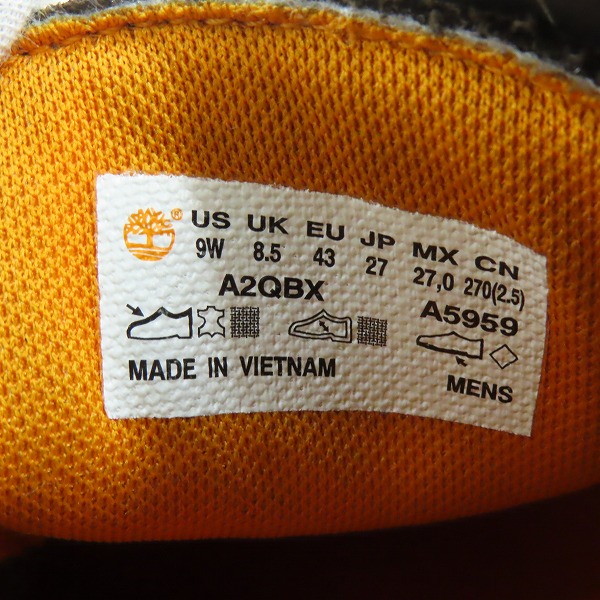 ® US UK EU JP MX CN
9W 8.5 43 27 27,0 270(2.5)
A2QBX A5959
MADE IN VIETNAM MENS